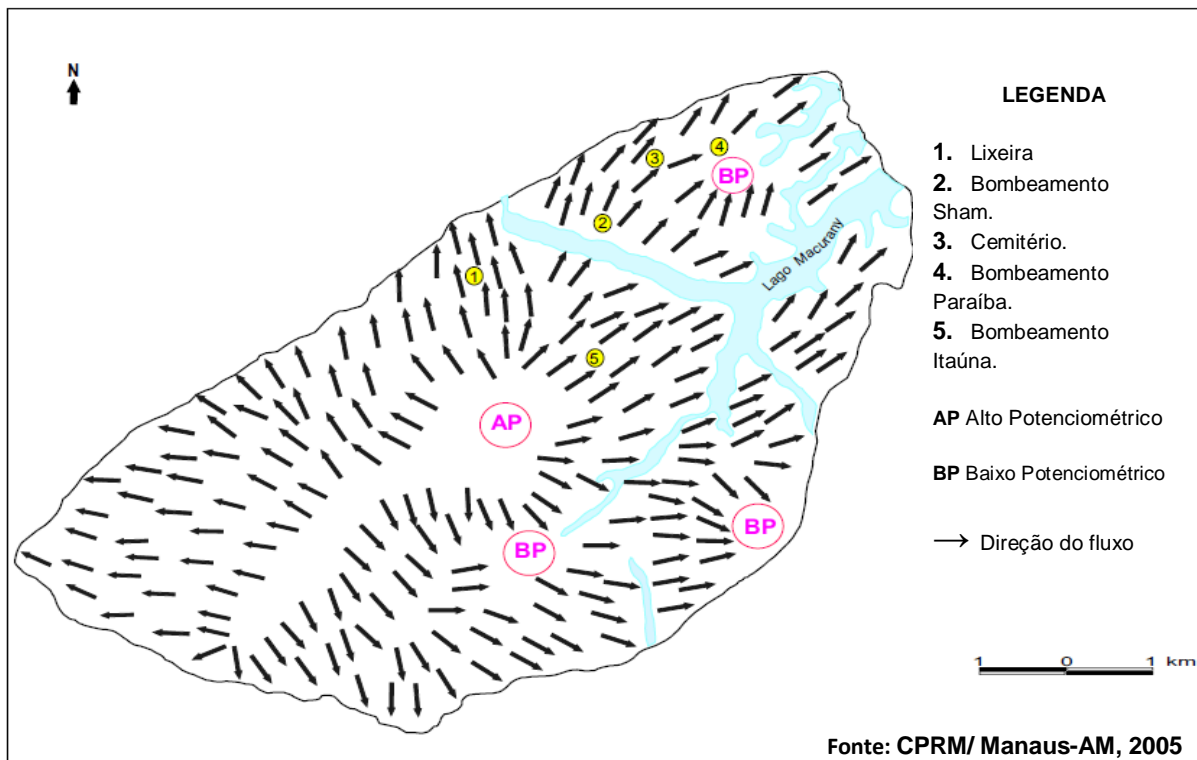 N
LEGENDA
1. Lixeira
2. Bombeamento
Sham.
3. Cemitério.
4. Bombeamento
Paraíba.
5. Bombeamento
Itaúna.
AP Alto Potenciométrico
BP Baixo Potenciométrico
→ Direção do fluxo
4
3
BP
2
Lago Macurany
1
5
AP
BP
BP
1 0 1 km
Fonte: CPRM/ Manaus-AM, 2005